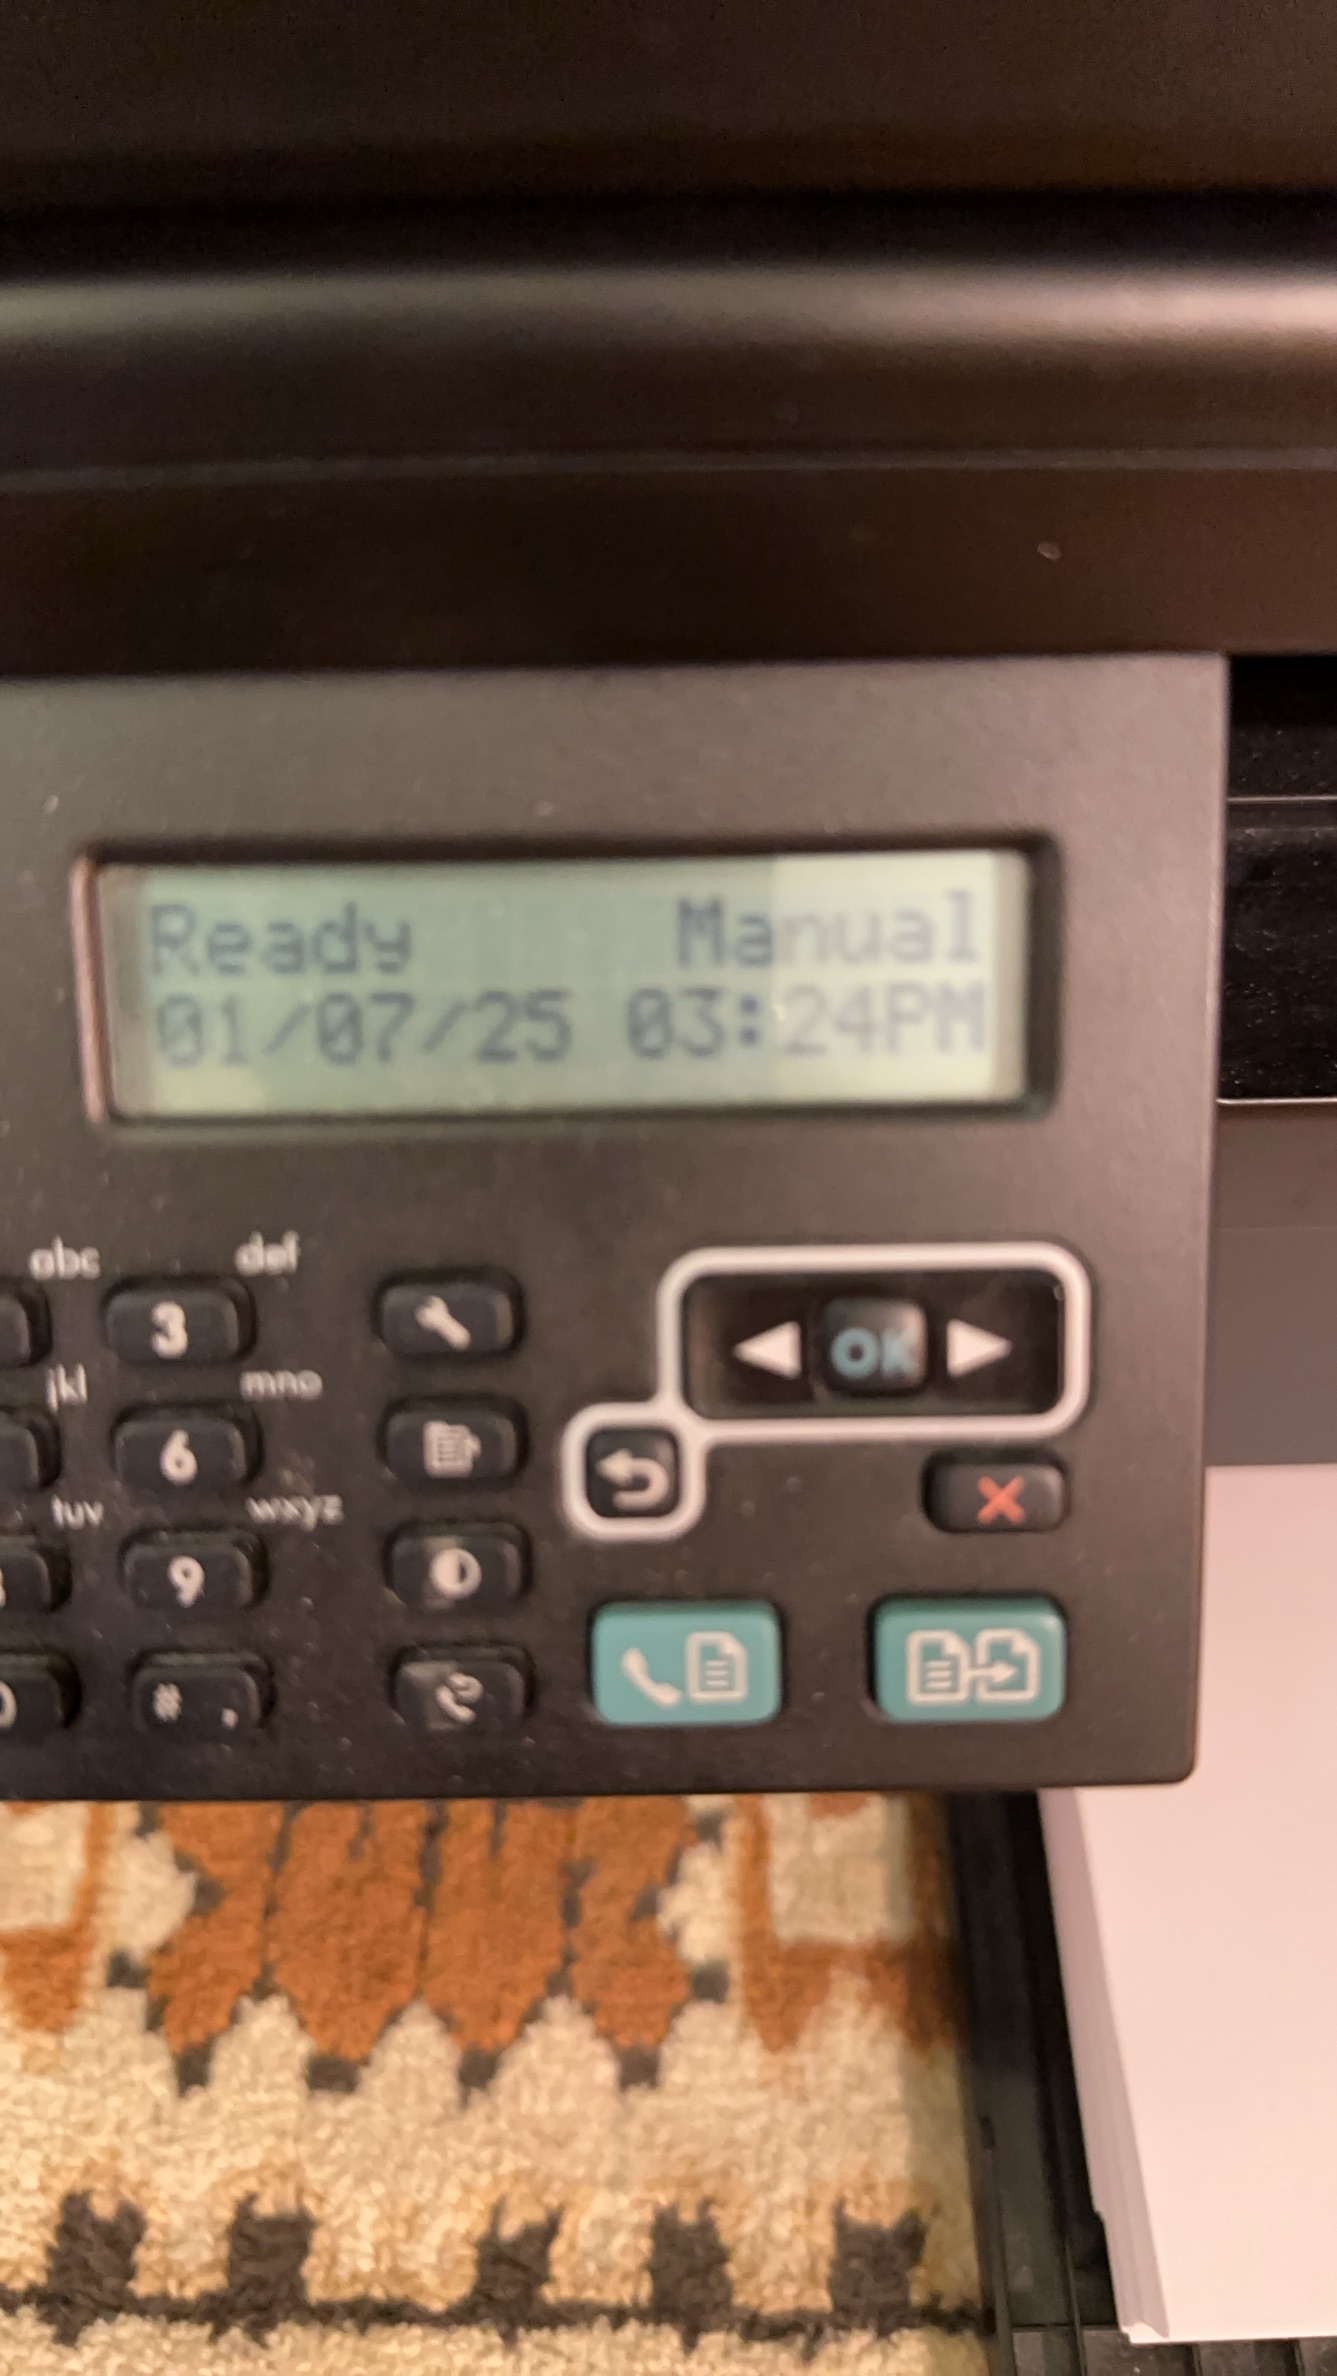 Ready Manual
01/07/25 03:24PM
abc def
3
OK
jkl mno
6
tuv wxyz
9
# ,